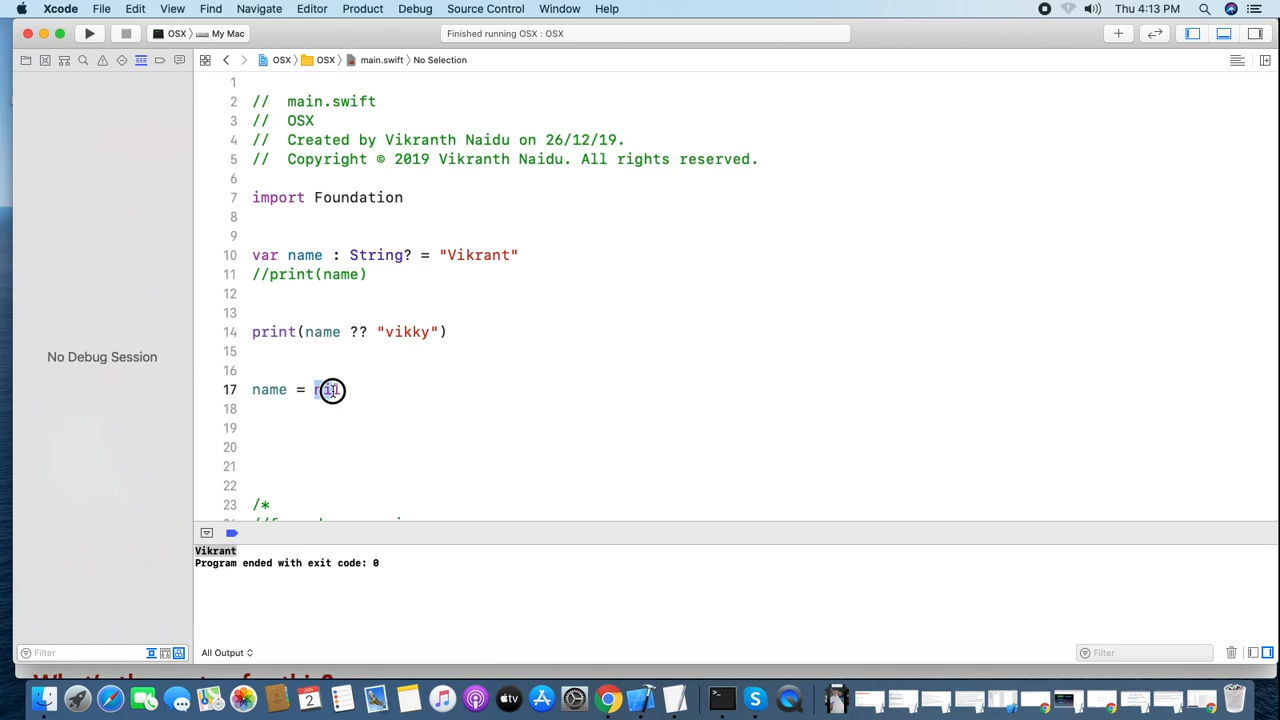 Xcode File Edit View Find Navigate Editor Product Debug Source Control Window Help Thu 4:13 PM
OSX My Mac Finished running OSX : OSX
OSX OSX main.swift No Selection
1
2 //  main.swift
3 //  OSX
4 //  Created by Vikranth Naidu on 26/12/19.
5 //  Copyright © 2019 Vikranth Naidu. All rights reserved.
6
7 import Foundation
8
9
10 var name : String? = "Vikrant"
11 //print(name)
12
13
14 print(name ?? "vikky")
15
16
17 name = nil
18
19
20
21
22
23 /*
No Debug Session
Vikrant
Program ended with exit code: 0
Filter All Output Filter
tv